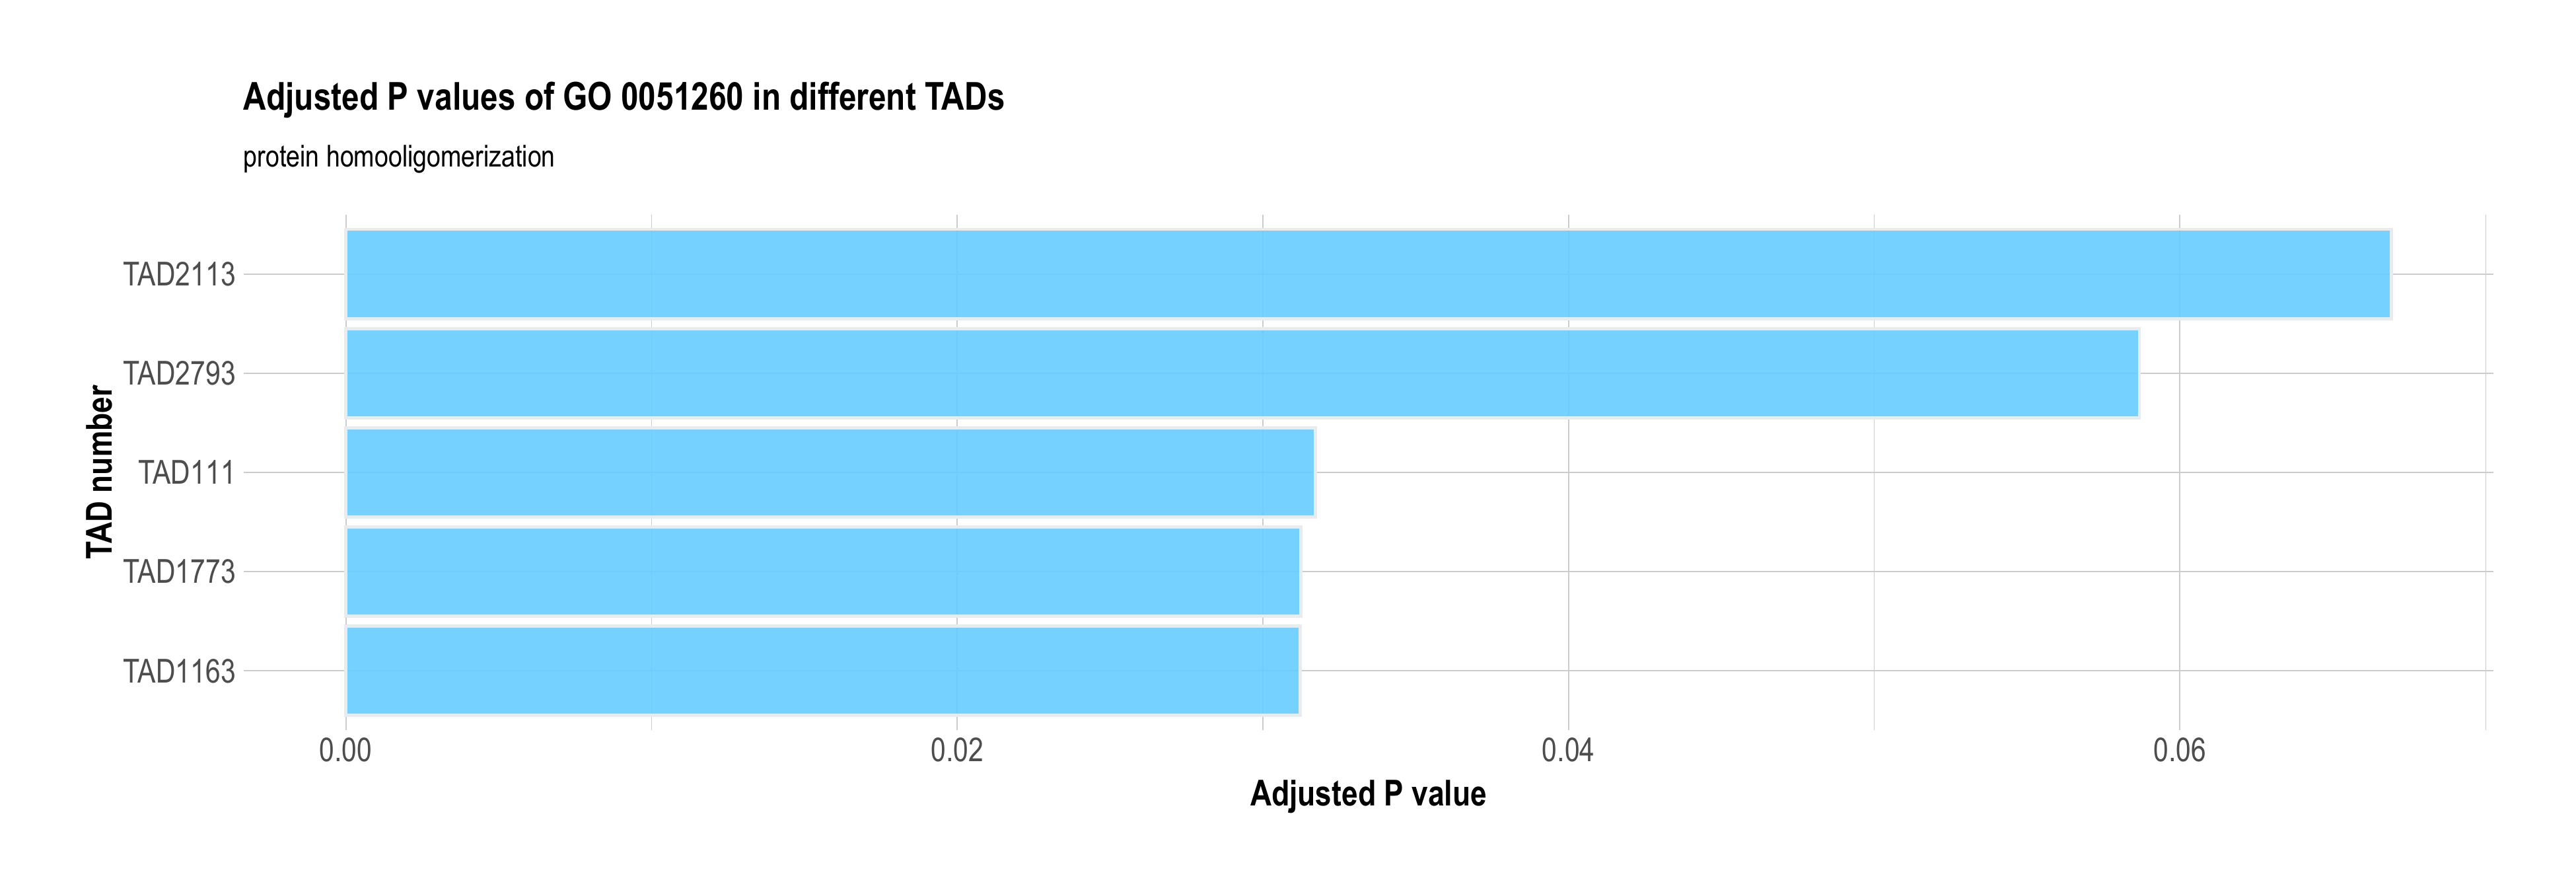 Adjusted P values of GO 0051260 in different TADs
protein homooligomerization
TAD number
TAD2113
TAD2793
TAD111
TAD1773
TAD1163
0.00 0.02 0.04 0.06
Adjusted P value